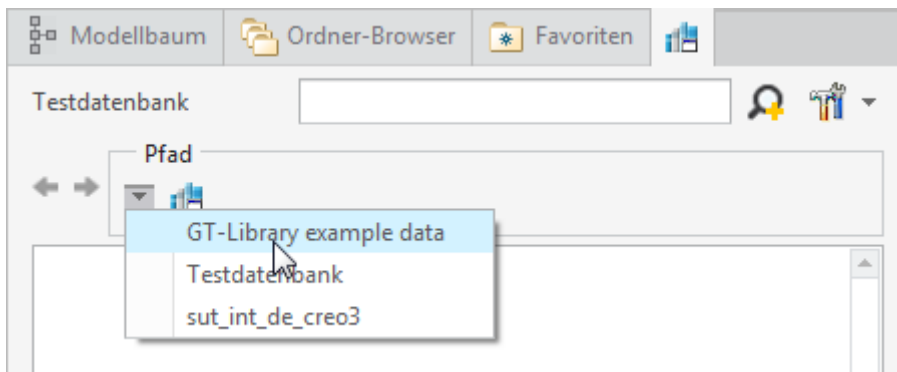 Modellbaum Ordner-Browser Favoriten
Testdatenbank
Pfad
GT-Library example data
Testdatenbank
sut_int_de_creo3